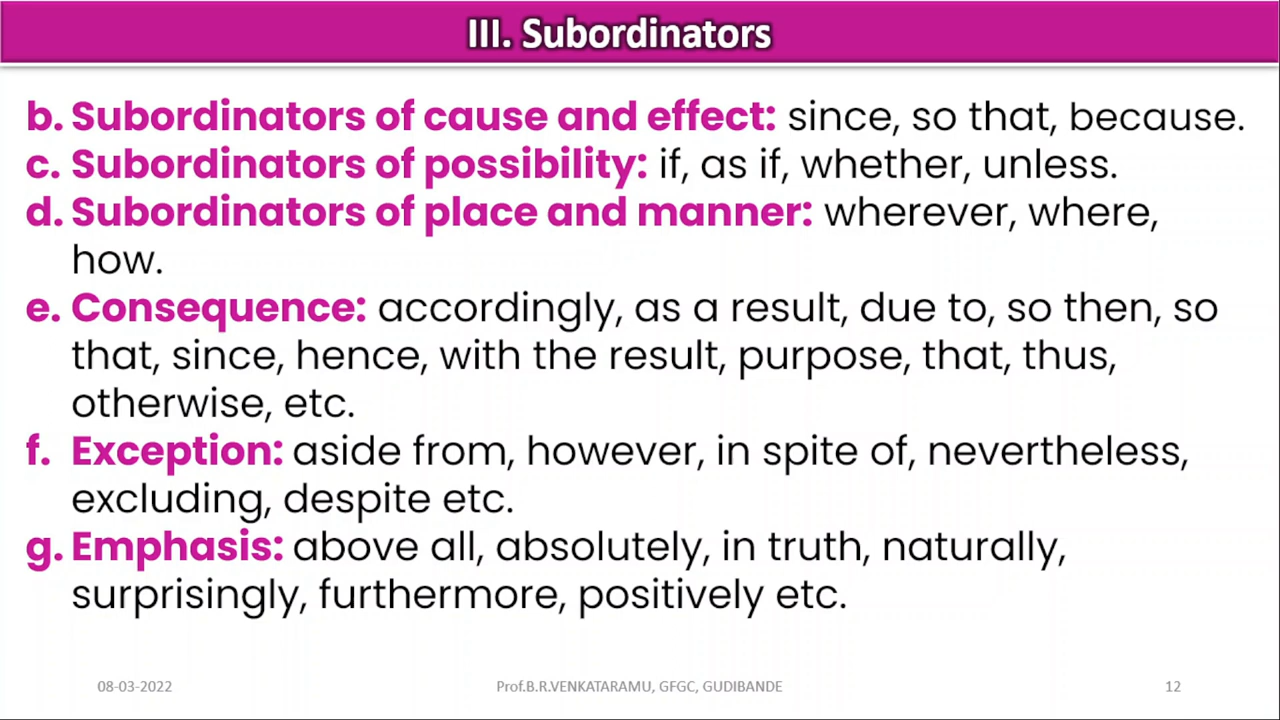 III. Subordinators
b. Subordinators of cause and effect: since, so that, because.
c. Subordinators of possibility: if, as if, whether, unless.
d. Subordinators of place and manner: wherever, where,
how.
e. Consequence: accordingly, as a result, due to, so then, so
that, since, hence, with the result, purpose, that, thus,
otherwise, etc.
f. Exception: aside from, however, in spite of, nevertheless,
excluding, despite etc.
g. Emphasis: above all, absolutely, in truth, naturally,
surprisingly, furthermore, positively etc.
08-03-2022 Prof.B.R.VENKATARAMU, GFGC, GUDIBANDE 12